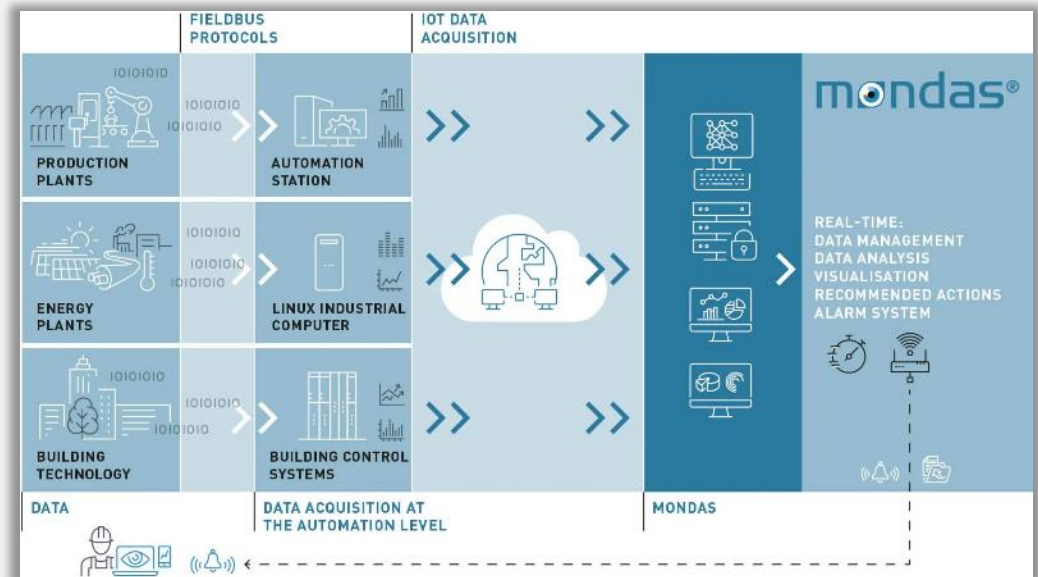 FIELDBUS
PROTOCOLS
IOT DATA
ACQUISITION
10101010
10101010
10101010
PRODUCTION
PLANTS
AUTOMATION
STATION
mondas®
10101010
10101010
10101010
ENERGY
PLANTS
LINUX INDUSTRIAL
COMPUTER
REAL-TIME:
DATA MANAGEMENT
DATA ANALYSIS
VISUALISATION
RECOMMENDED ACTIONS
ALARM SYSTEM
10101010
10101010
10101010
BUILDING
TECHNOLOGY
BUILDING CONTROL
SYSTEMS
DATA
DATA ACQUISITION AT
THE AUTOMATION LEVEL
MONDAS